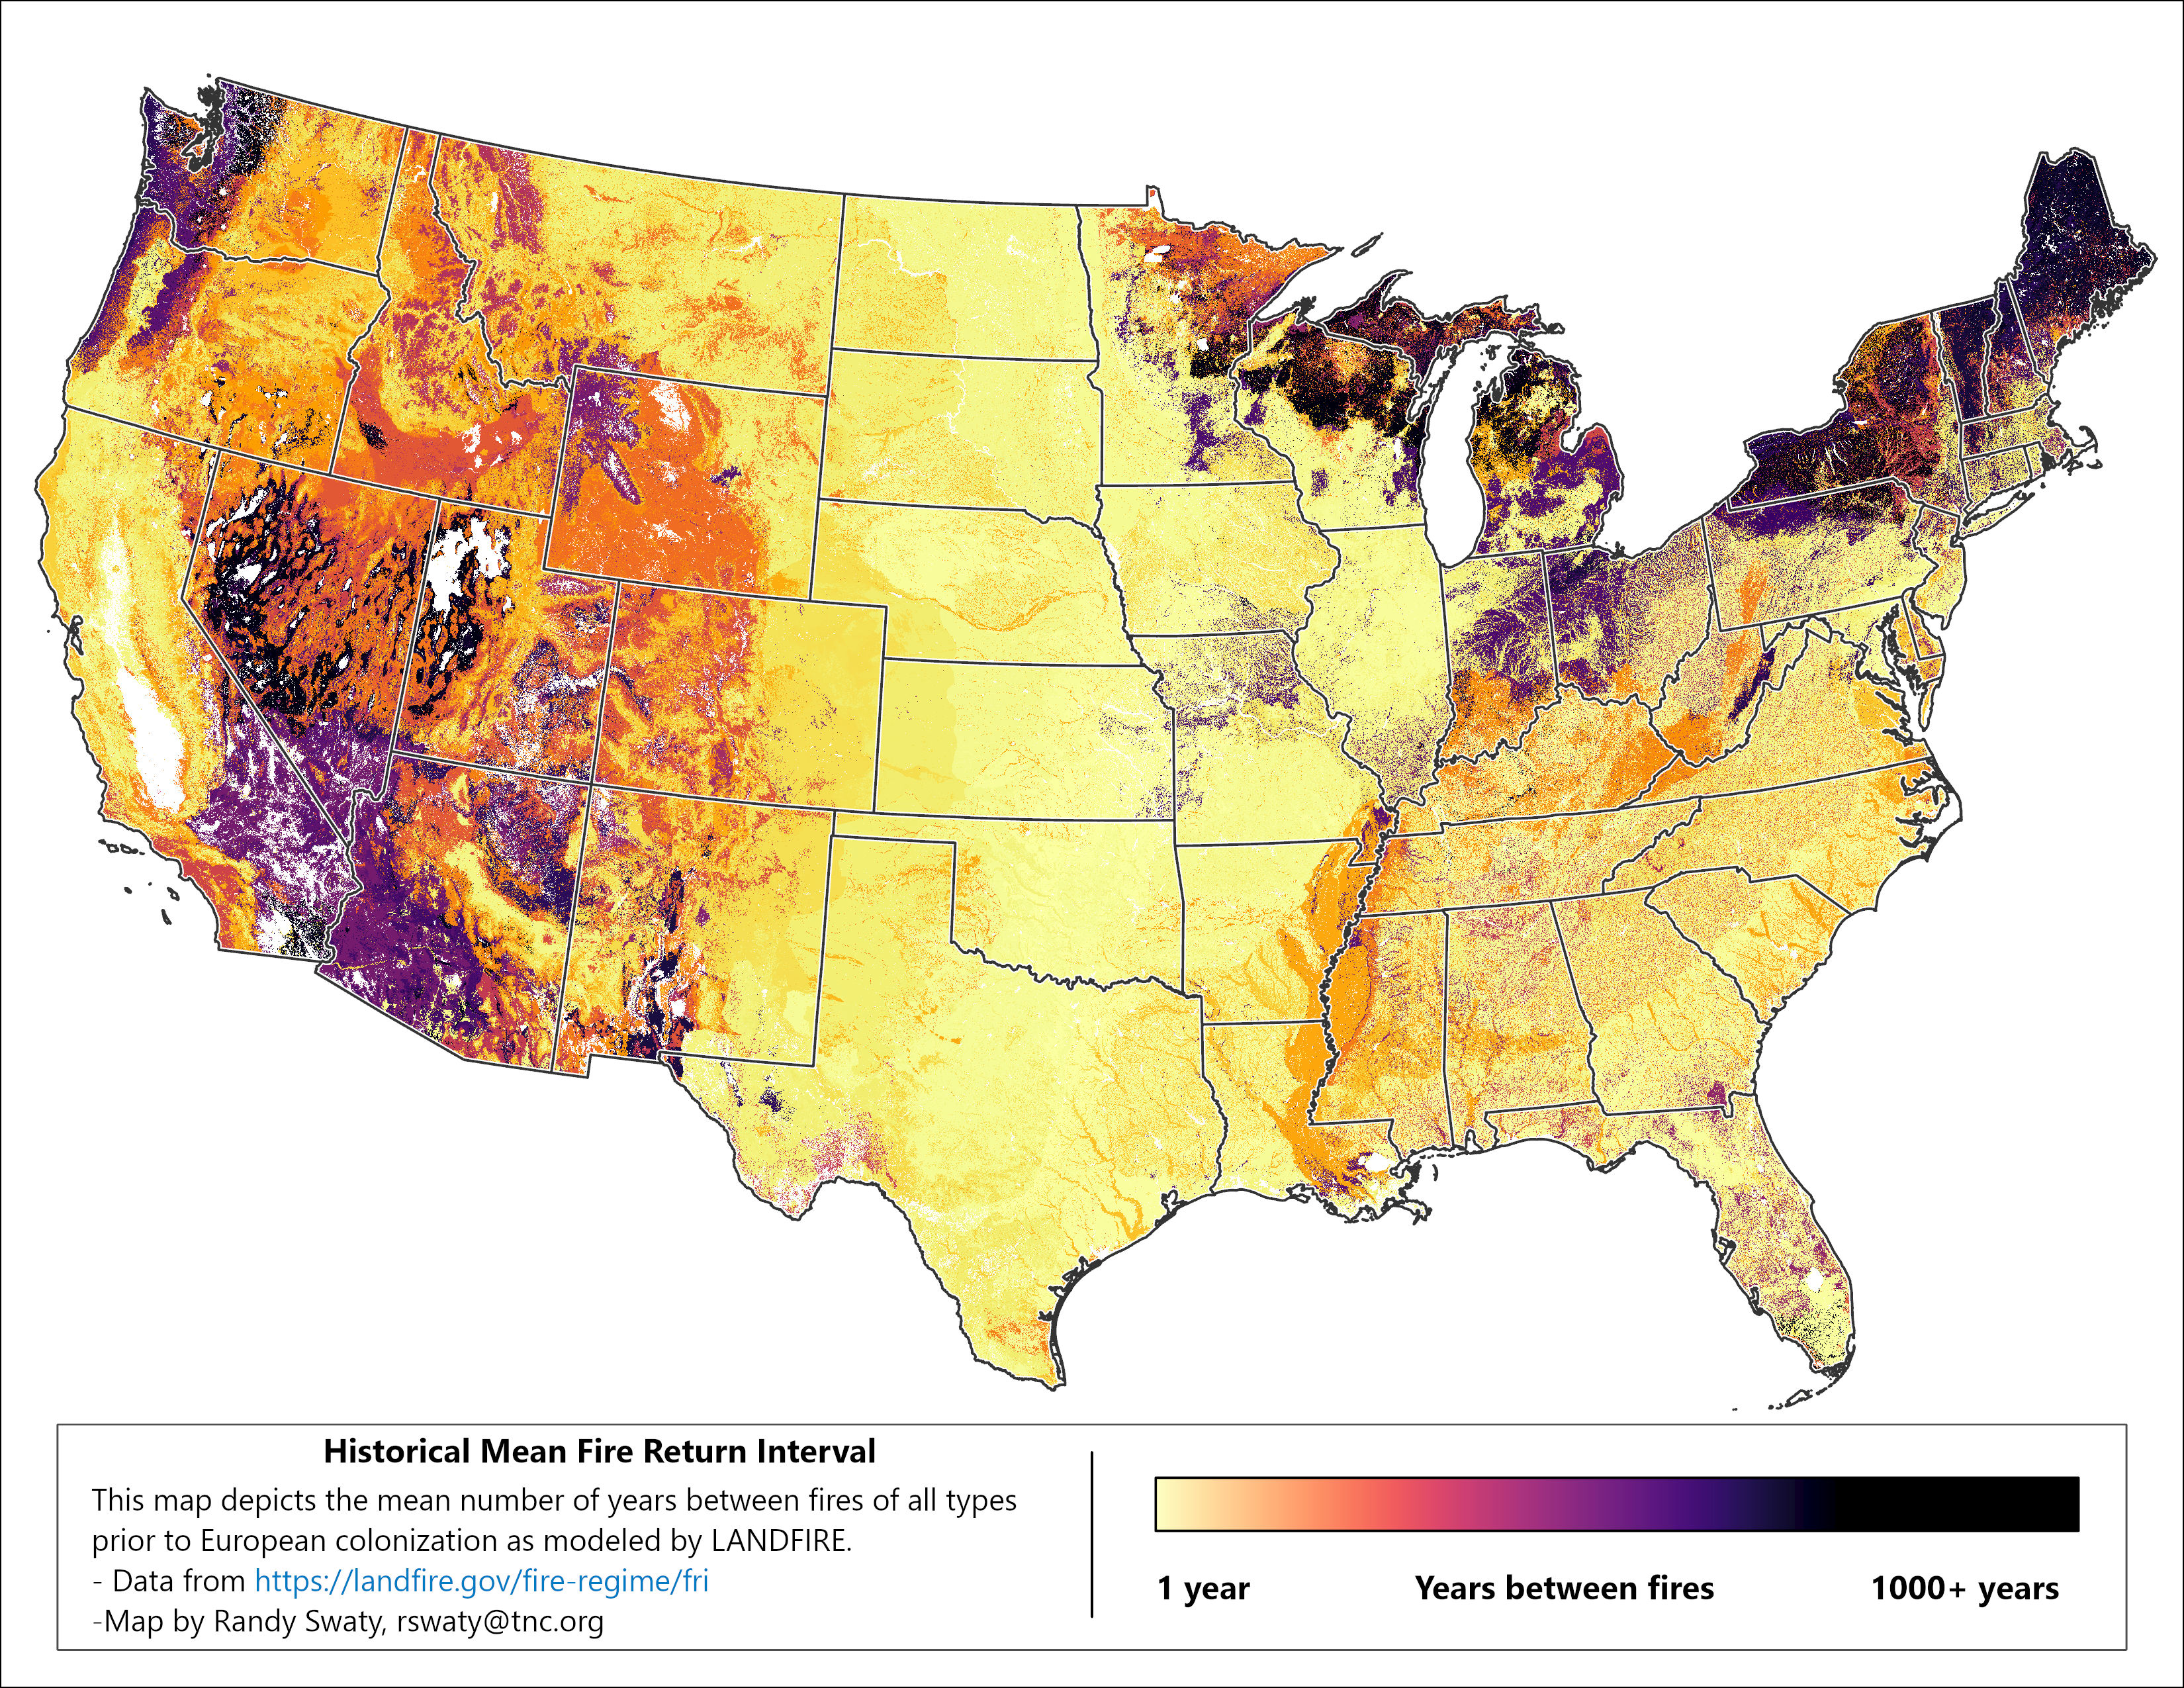 Historical Mean Fire Return Interval
This map depicts the mean number of years between fires of all types
prior to European colonization as modeled by LANDFIRE.
- Data from https://landfire.gov/fire-regime/fri
-Map by Randy Swaty, rswaty@tnc.org
1 year
Years between fires
1000+ years